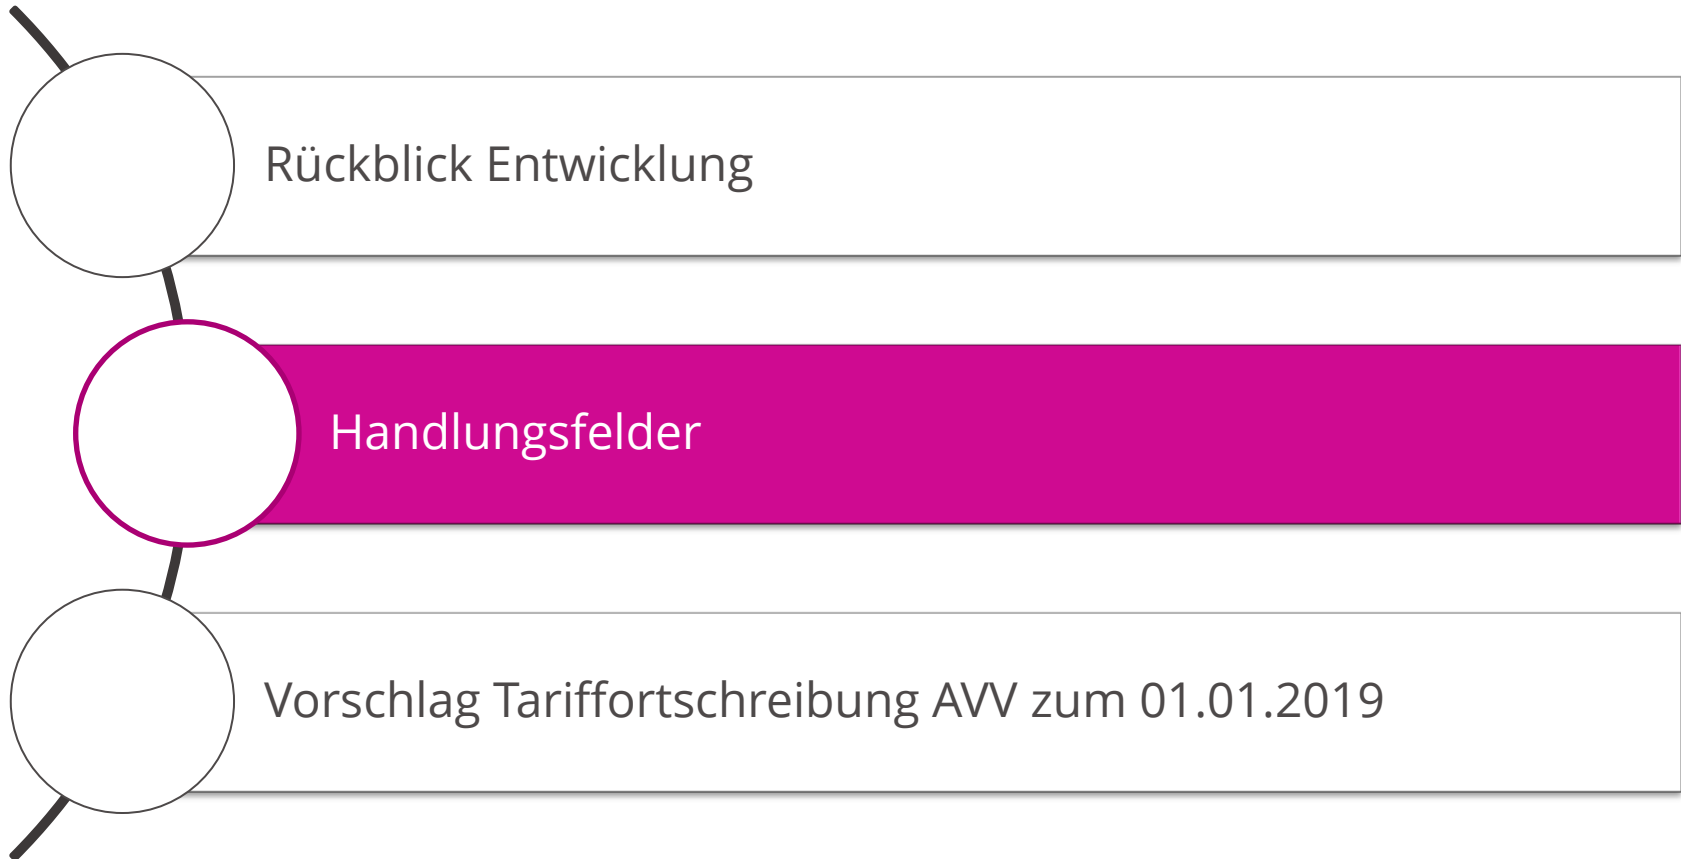 Rückblick Entwicklung
Handlungsfelder
Vorschlag Tariffortschreibung AVV zum 01.01.2019